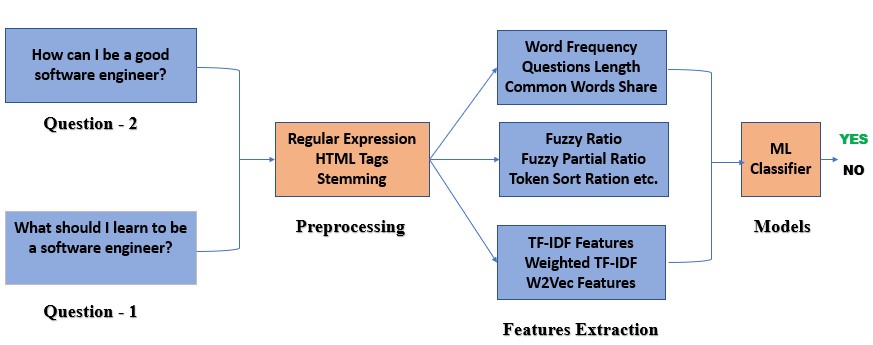 How can I be a good
software engineer?
Question - 2
What should I learn to be
a software engineer?
Question - 1
Regular Expression
HTML Tags
Stemming
Preprocessing
Word Frequency
Questions Length
Common Words Share
Fuzzy Ratio
Fuzzy Partial Ratio
Token Sort Ration etc.
TF-IDF Features
Weighted TF-IDF
W2Vec Features
Features Extraction
ML
Classifier
Models
YES
NO